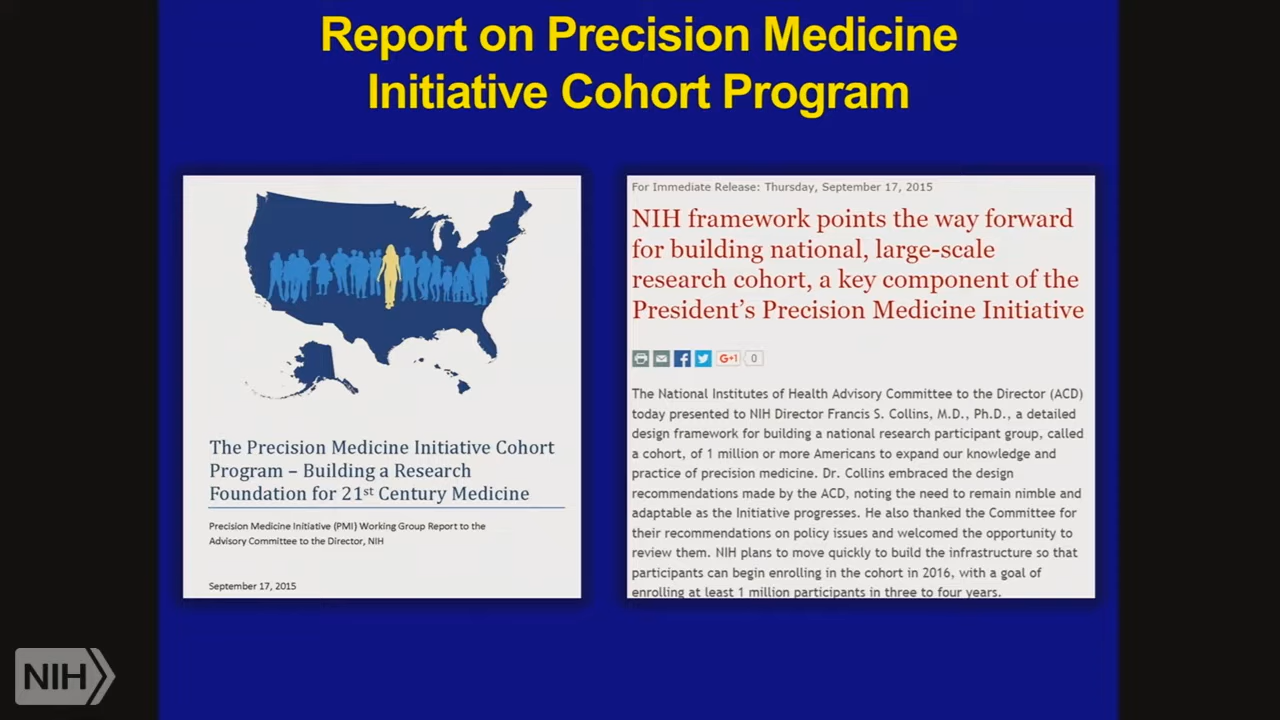 Report on Precision Medicine
Initiative Cohort Program
The Precision Medicine Initiative Cohort
Program – Building a Research
Foundation for 21st Century Medicine
Precision Medicine Initiative (PMI) Working Group Report to the
Advisory Committee to the Director, NIH
September 17, 2015
For Immediate Release: Thursday, September 17, 2015
NIH framework points the way forward
for building national, large-scale
research cohort, a key component of the
President’s Precision Medicine Initiative
G+1 0
The National Institutes of Health Advisory Committee to the Director (ACD)
today presented to NIH Director Francis S. Collins, M.D., Ph.D., a detailed
design framework for building a national research participant group, called
a cohort, of 1 million or more Americans to expand our knowledge and
practice of precision medicine. Dr. Collins embraced the design
recommendations made by the ACD, noting the need to remain nimble and
adaptable as the Initiative progresses. He also thanked the Committee for
their recommendations on policy issues and welcomed the opportunity to
review them. NIH plans to move quickly to build the infrastructure so that
participants can begin enrolling in the cohort in 2016, with a goal of
enrolling at least 1 million participants in three to four years.
NIH